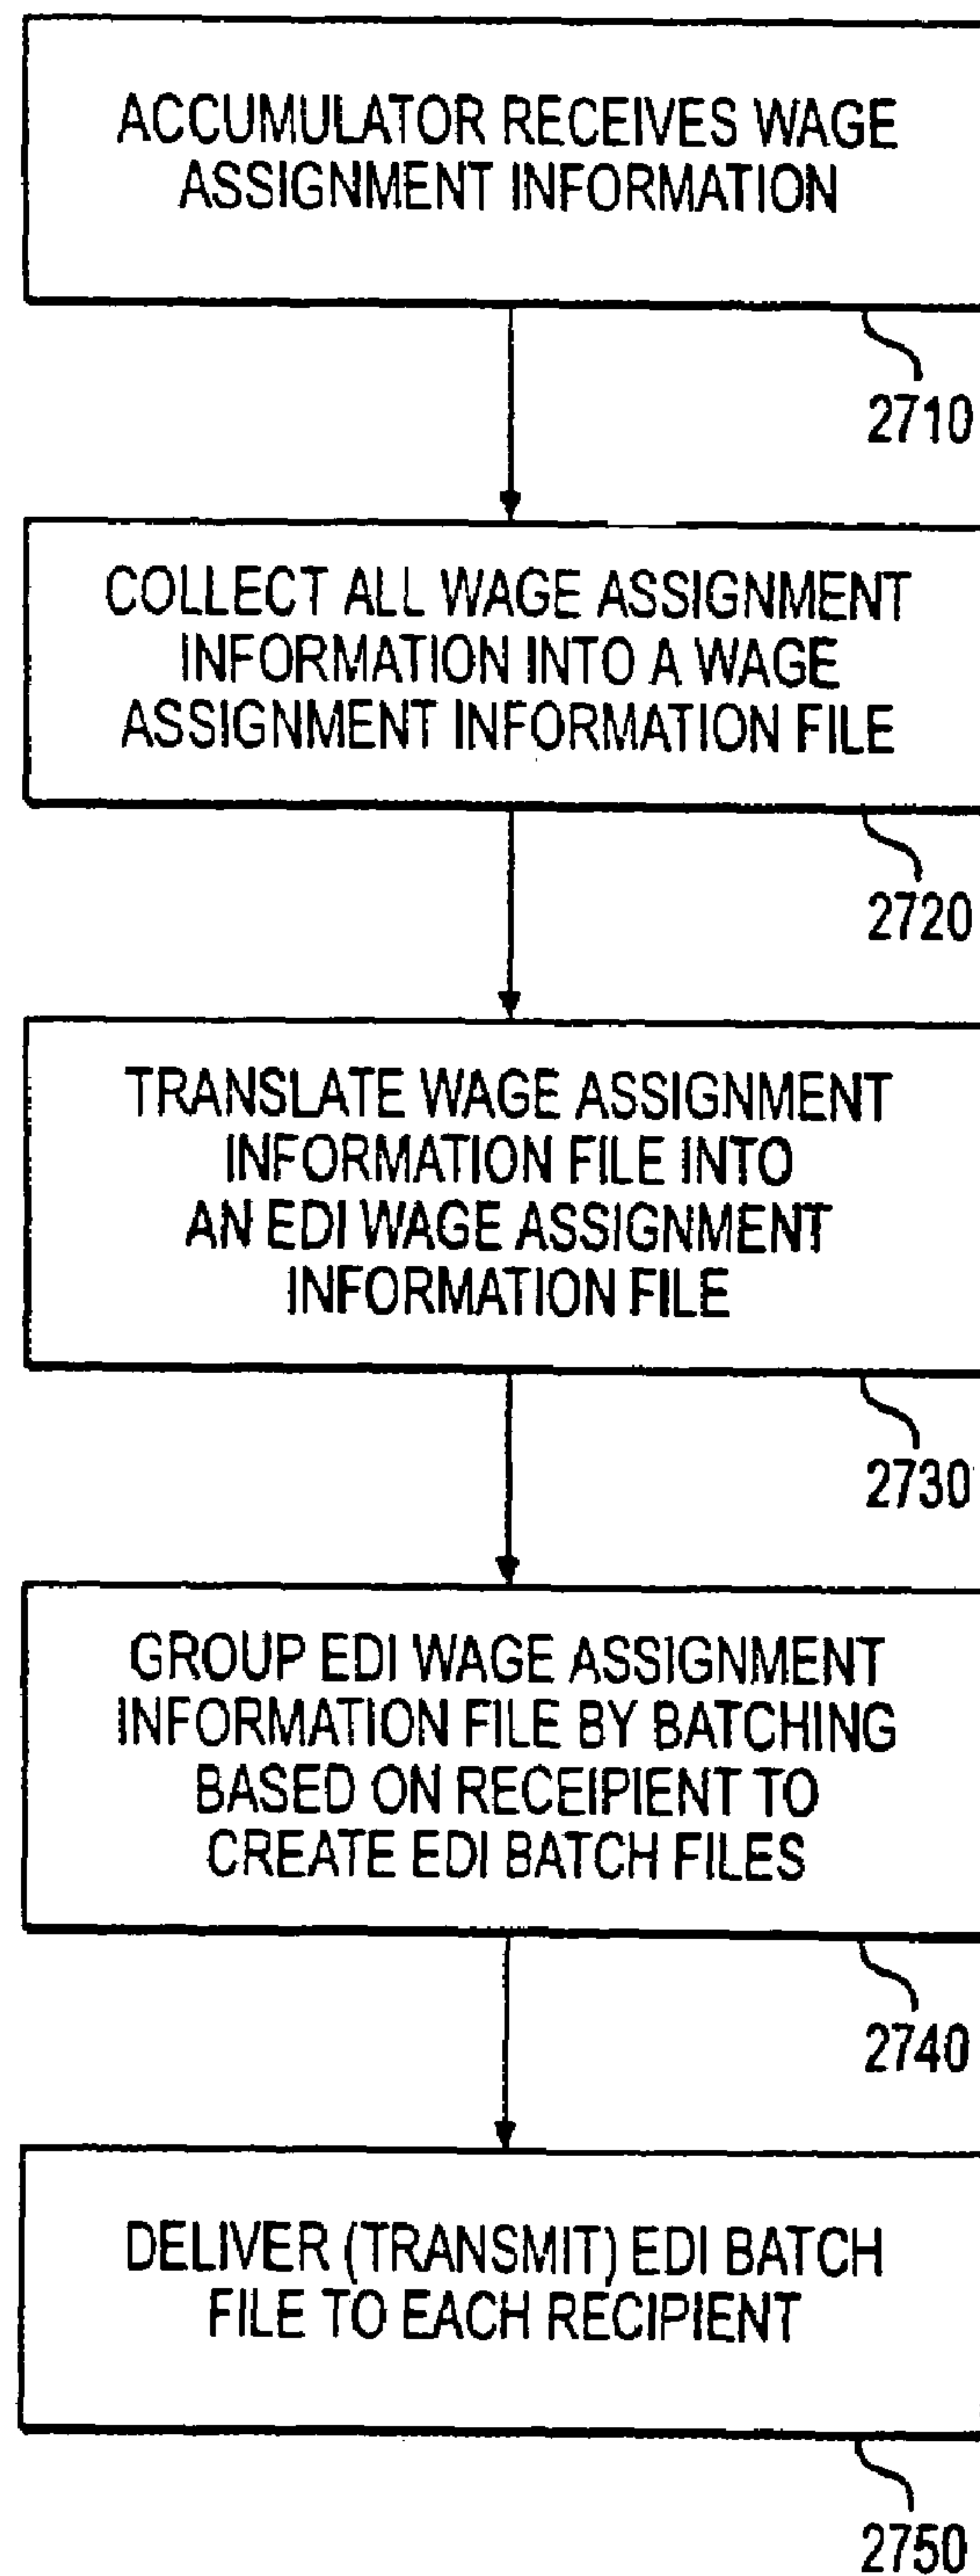 ACCUMULATOR RECEIVES WAGE
ASSIGNMENT INFORMATION
2710
COLLECT ALL WAGE ASSIGNMENT
INFORMATION INTO A WAGE
ASSIGNMENT INFORMATION FILE
2720
TRANSLATE WAGE ASSIGNMENT
INFORMATION FILE INTO
AN EDI WAGE ASSIGNMENT
INFORMATION FILE
2730
GROUP EDI WAGE ASSIGNMENT
INFORMATION FILE BY BATCHING
BASED ON RECEIPIENT TO
CREATE EDI BATCH FILES
2740
DELIVER (TRANSMIT) EDI BATCH
FILE TO EACH RECIPIENT
2750